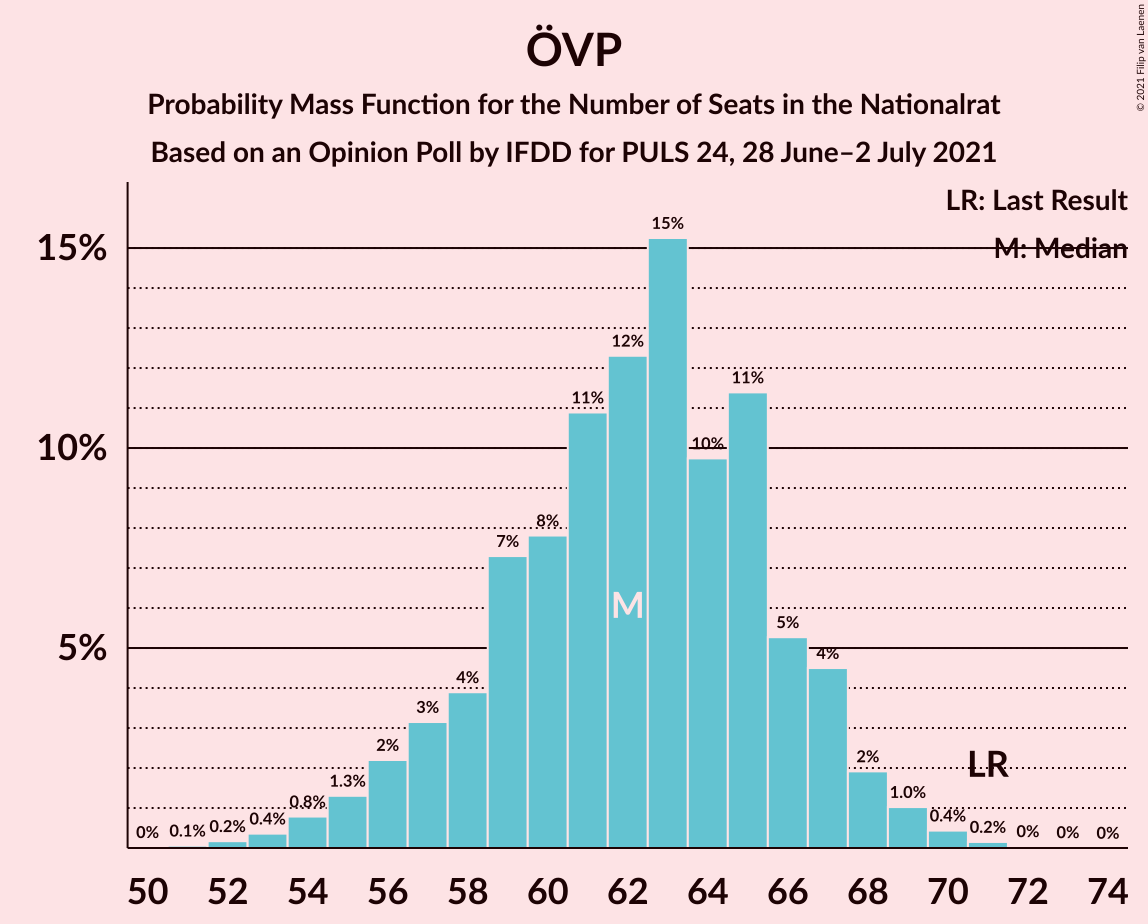 ÖVP
Probability Mass Function for the Number of Seats in the Nationalrat
Based on an Opinion Poll by IFDD for PULS 24, 28 June–2 July 2021
© 2021 Filip van Laenen
LR: Last Result
M: Median
15%
10%
5%
0% 0.1% 0.2% 0.4% 0.8% 1.3% 2% 3% 4% 7% 8% 11% 12% 15% 10% 11% 5% 4% 2% 1.0% 0.4% 0.2% 0% 0% 0%
M
LR
50 52 54 56 58 60 62 64 66 68 70 72 74